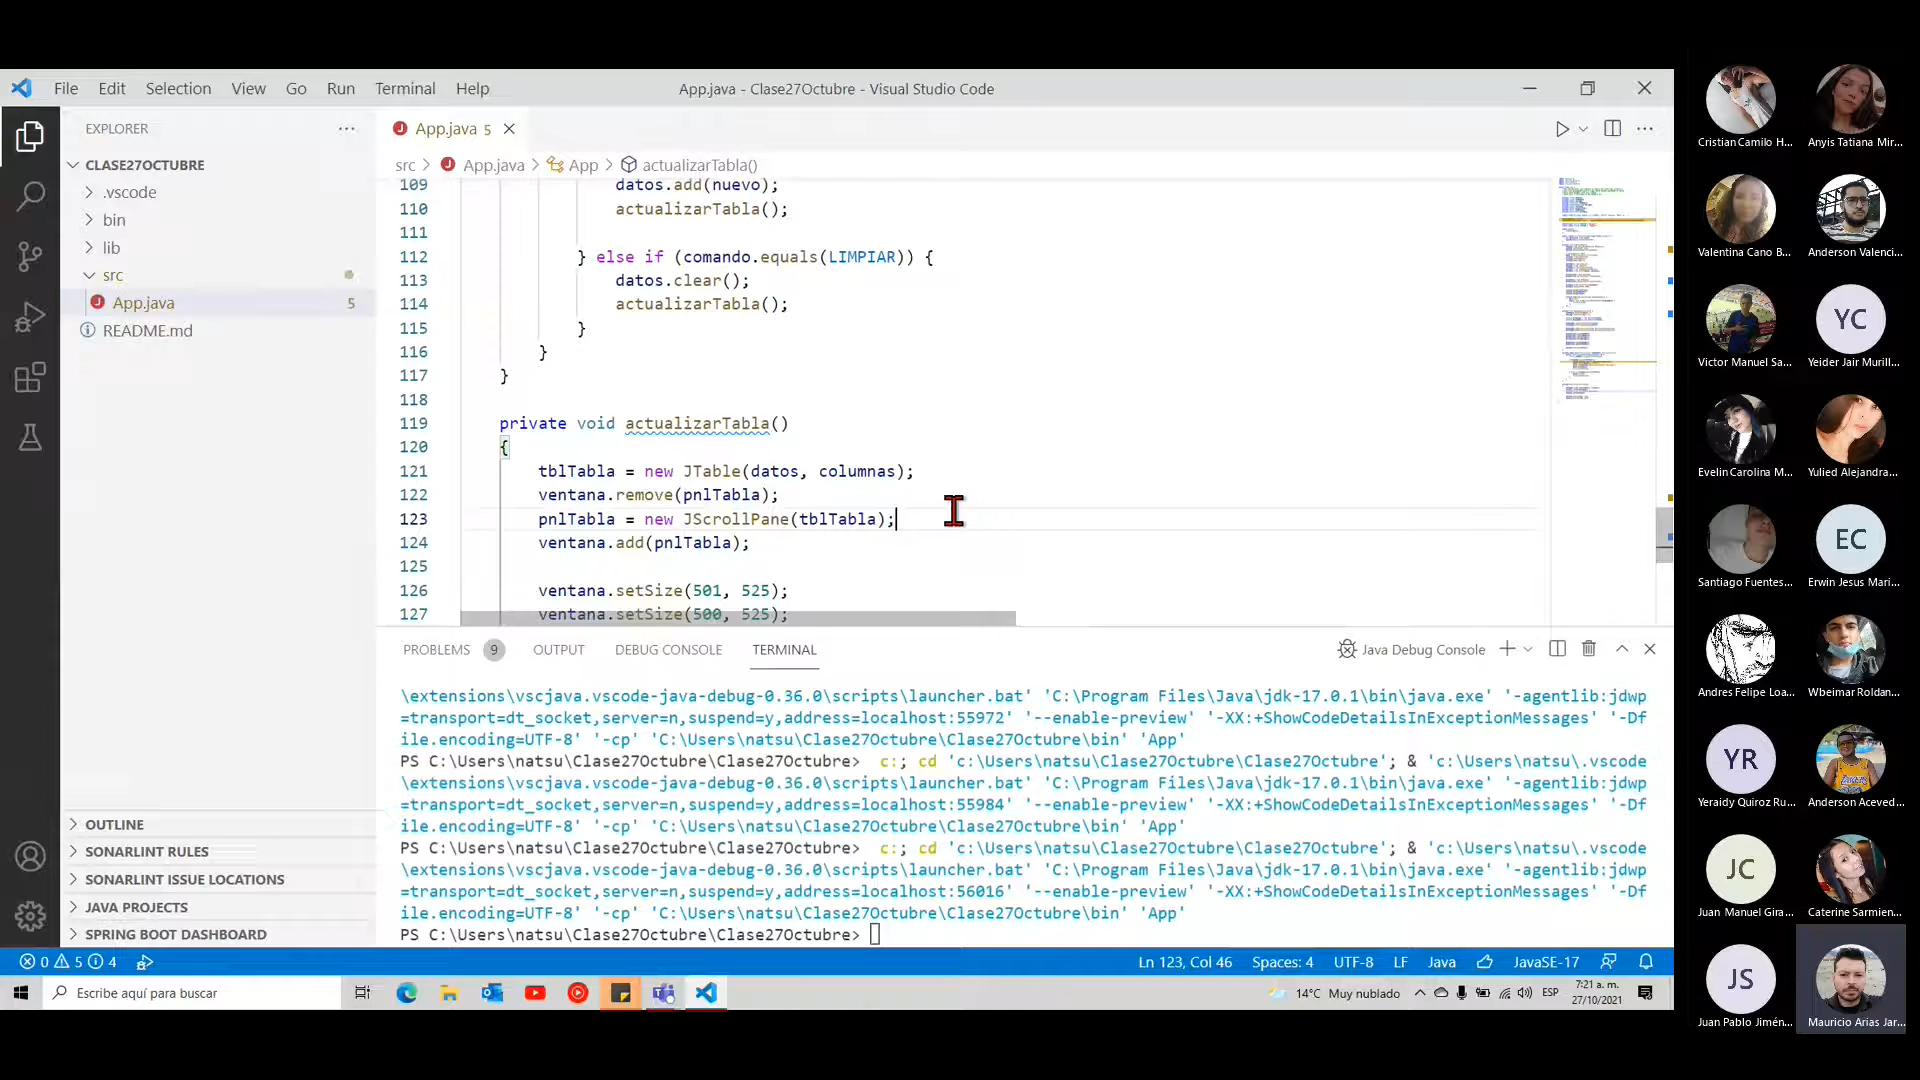 File Edit Selection View Go Run Terminal Help
App.java - Clase27Octubre - Visual Studio Code
EXPLORER
CLASE27OCTUBRE
.vscode
bin
lib
src
App.java 5
README.md
OUTLINE
SONARLINT RULES
SONARLINT ISSUE LOCATIONS
JAVA PROJECTS
SPRING BOOT DASHBOARD
App.java 5
src > App.java > App > actualizarTabla()
109 datos.add(nuevo);
110 actualizarTabla();
111
112 } else if (comando.equals(LIMPIAR)) {
113 datos.clear();
114 actualizarTabla();
115 }
116 }
117 }
118
119 private void actualizarTabla()
120 {
121 tblTabla = new JTable(datos, columnas);
122 ventana.remove(pnlTabla);
123 pnlTabla = new JScrollPane(tblTabla);
124 ventana.add(pnlTabla);
125
126 ventana.setSize(501, 525);
127 ventana.setSize(500, 525);
PROBLEMS 9 OUTPUT DEBUG CONSOLE TERMINAL
Java Debug Console
\extensions\vscjava.vscode-java-debug-0.36.0\scripts\launcher.bat' 'C:\Program Files\Java\jdk-17.0.1\bin\java.exe' '-agentlib:jdwp
=transport=dt_socket,server=n,suspend=y,address=localhost:55972' '--enable-preview' '-XX:+ShowCodeDetailsInExceptionMessages' '-Df
ile.encoding=UTF-8' '-cp' 'C:\Users\natsu\Clase27Octubre\Clase27Octubre\bin' 'App'
PS C:\Users\natsu\Clase27Octubre\Clase27Octubre> c:; cd 'c:\Users\natsu\Clase27Octubre\Clase27Octubre'; & 'c:\Users\natsu\.vscode
\extensions\vscjava.vscode-java-debug-0.36.0\scripts\launcher.bat' 'C:\Program Files\Java\jdk-17.0.1\bin\java.exe' '-agentlib:jdwp
=transport=dt_socket,server=n,suspend=y,address=localhost:55984' '--enable-preview' '-XX:+ShowCodeDetailsInExceptionMessages' '-Df
ile.encoding=UTF-8' '-cp' 'C:\Users\natsu\Clase27Octubre\Clase27Octubre\bin' 'App'
PS C:\Users\natsu\Clase27Octubre\Clase27Octubre> c:; cd 'c:\Users\natsu\Clase27Octubre\Clase27Octubre'; & 'c:\Users\natsu\.vscode
\extensions\vscjava.vscode-java-debug-0.36.0\scripts\launcher.bat' 'C:\Program Files\Java\jdk-17.0.1\bin\java.exe' '-agentlib:jdwp
=transport=dt_socket,server=n,suspend=y,address=localhost:56016' '--enable-preview' '-XX:+ShowCodeDetailsInExceptionMessages' '-Df
ile.encoding=UTF-8' '-cp' 'C:\Users\natsu\Clase27Octubre\Clase27Octubre\bin' 'App'
PS C:\Users\natsu\Clase27Octubre\Clase27Octubre>
0 5 4
Ln 123, Col 46 Spaces: 4 UTF-8 LF Java JavaSE-17
Escribe aquí para buscar
14°C Muy nublado
ESP
7:21 a. m.
27/10/2021
Cristian Camilo H... Anyis Tatiana Mir...
Valentina Cano B... Anderson Valenci...
YC
Victor Manuel Sa... Yeider Jair Murill...
Evelin Carolina M... Yulied Alejandra...
EC
Santiago Fuentes... Erwin Jesus Mari...
Andres Felipe Loa... Wbeimar Roldan...
YR
Yeraidy Quiroz Ru... Anderson Aceved...
JC
Juan Manuel Gira... Caterine Sarmien...
JS
Juan Pablo Jimén... Mauricio Arias Jar...